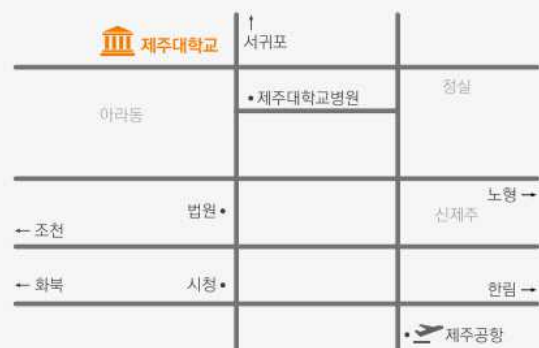 ↑
제주대학교
서귀포
• 제주대학교병원
정실
아라동
노형 →
법원 •
신제주
← 조천
← 화북
시청 •
한림 →
• 제주공항